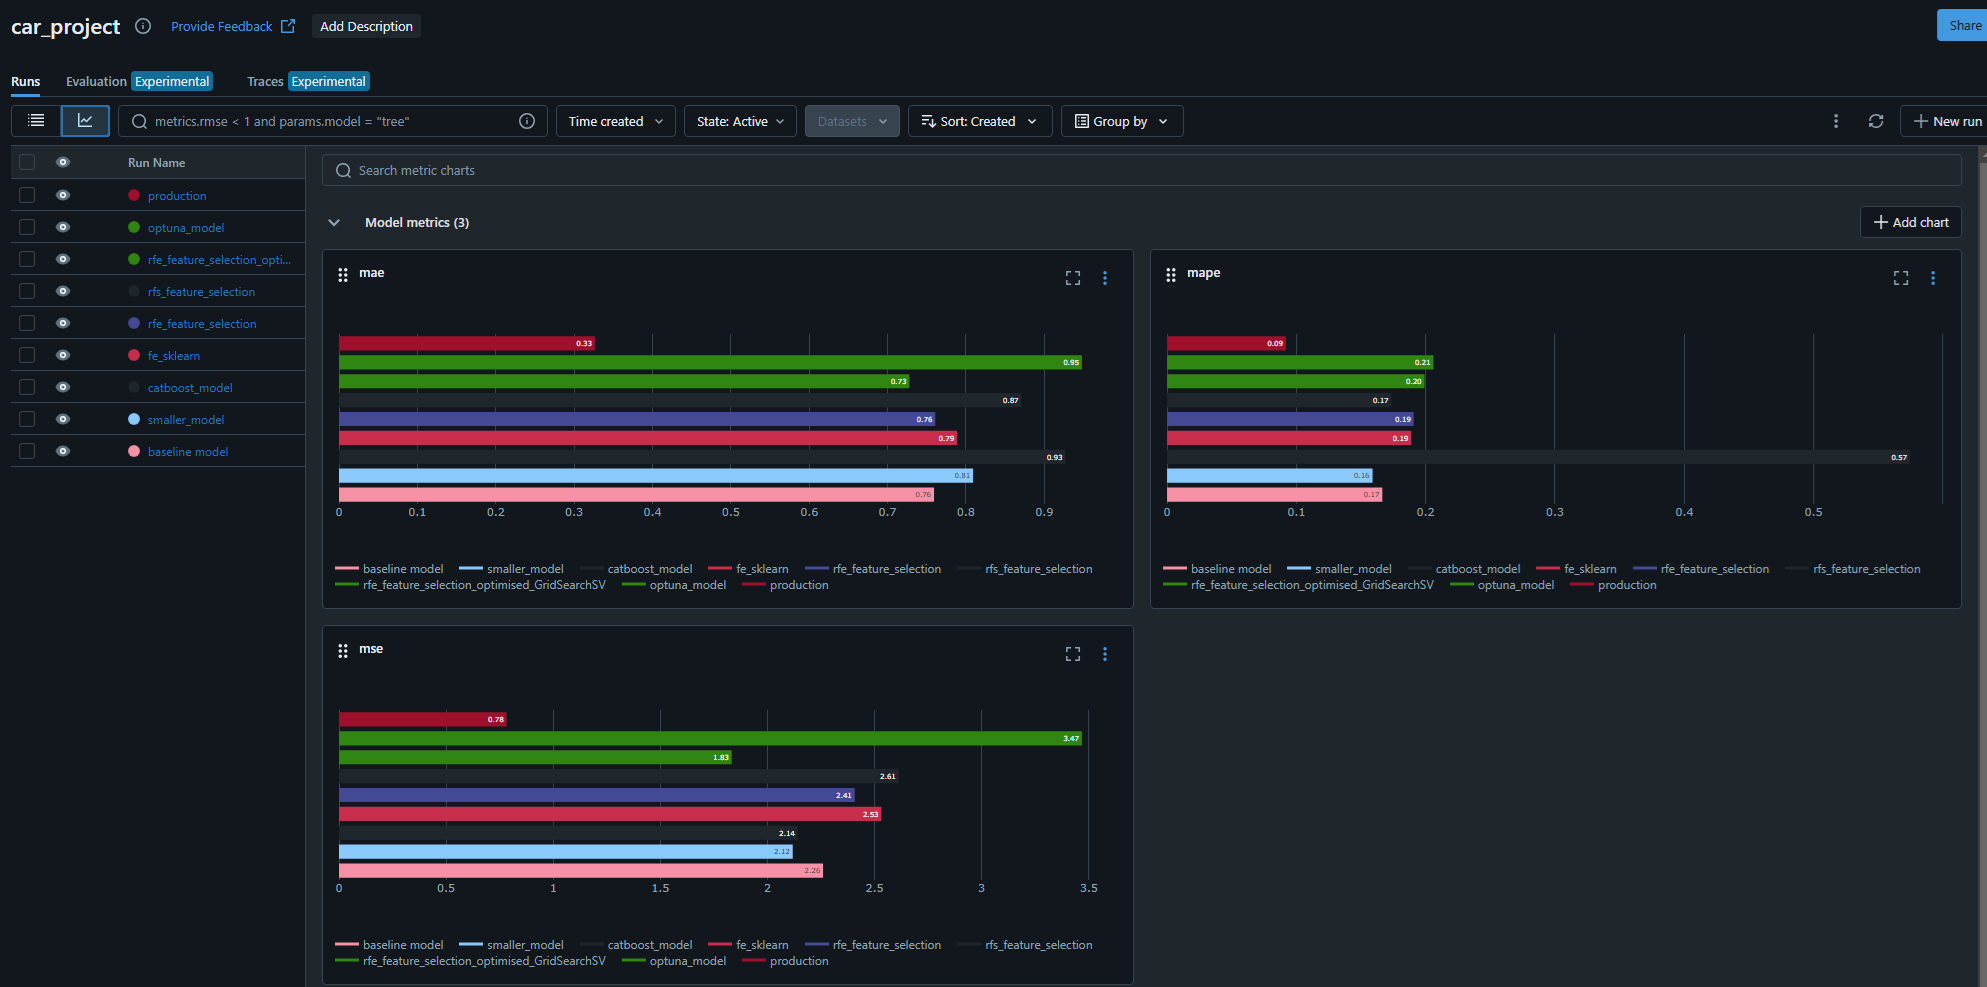 car_project Provide Feedback Add Description Share
Runs Evaluation Experimental Traces Experimental
metrics.rmse < 1 and params.model = "tree" Time created State: Active Datasets Sort: Created Group by New run
Run Name
production
optuna_model
rfe_feature_selection_opti...
rfs_feature_selection
rfe_feature_selection
fe_sklearn
catboost_model
smaller_model
baseline model
Search metric charts
Model metrics (3) Add chart
mae
0.33
0.95
0.73
0.87
0.76
0.79
0.93
0.81
0.76
0 0.1 0.2 0.3 0.4 0.5 0.6 0.7 0.8 0.9
baseline model smaller_model catboost_model fe_sklearn rfe_feature_selection rfs_feature_selection
rfe_feature_selection_optimised_GridSearchSV optuna_model production
mape
0.09
0.21
0.20
0.17
0.19
0.19
0.57
0.16
0.17
0 0.1 0.2 0.3 0.4 0.5
baseline model smaller_model catboost_model fe_sklearn rfe_feature_selection rfs_feature_selection
rfe_feature_selection_optimised_GridSearchSV optuna_model production
mse
0.78
3.47
1.83
2.61
2.41
2.53
2.14
2.12
2.26
0 0.5 1 1.5 2 2.5 3 3.5
baseline model smaller_model catboost_model fe_sklearn rfe_feature_selection rfs_feature_selection
rfe_feature_selection_optimised_GridSearchSV optuna_model production